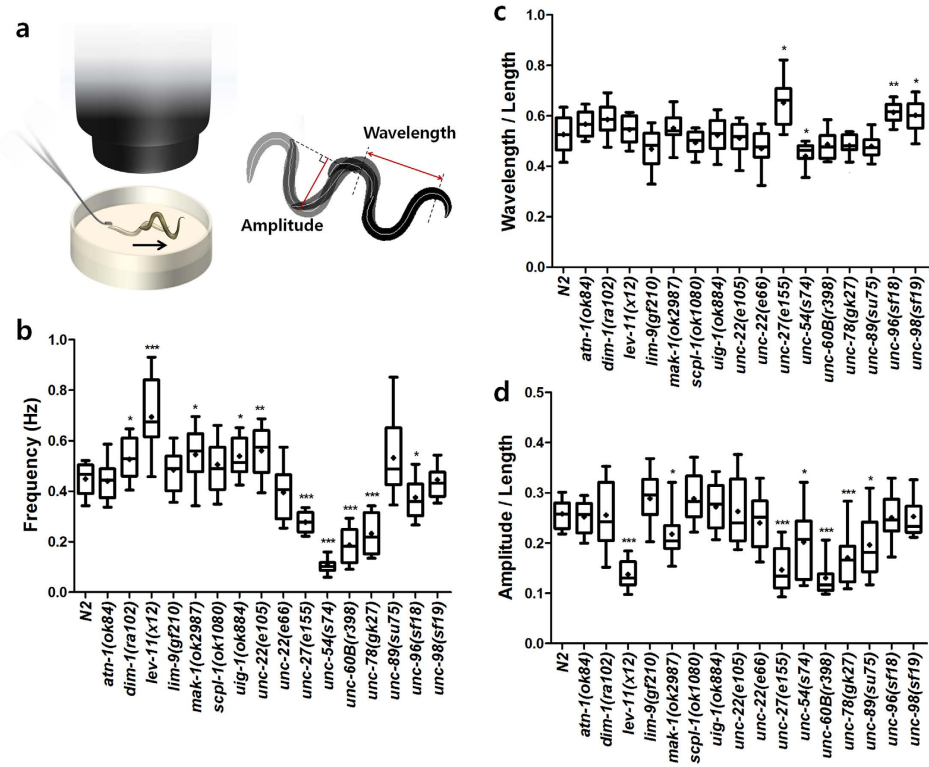 a
Wavelength
Amplitude
b
Frequency (Hz)
1.0
0.8
0.6
0.4
0.2
0.0
*
***
*
*
**
***
***
***
***
*
N2
atn-1(ok84)
dim-1(ra102)
lev-11(x12)
lim-9(gf210)
mak-1(ok2987)
scpl-1(ok1080)
uig-1(ok884)
unc-22(e105)
unc-22(e66)
unc-27(e155)
unc-54(s74)
unc-60B(r398)
unc-78(gk27)
unc-89(su75)
unc-96(sf18)
unc-98(sf19)
c
Wavelength / Length
1.0
0.8
0.6
0.4
0.2
0.0
*
*
**
*
N2
atn-1(ok84)
dim-1(ra102)
lev-11(x12)
lim-9(gf210)
mak-1(ok2987)
scpl-1(ok1080)
uig-1(ok884)
unc-22(e105)
unc-22(e66)
unc-27(e155)
unc-54(s74)
unc-60B(r398)
unc-78(gk27)
unc-89(su75)
unc-96(sf18)
unc-98(sf19)
d
Amplitude / Length
0.5
0.4
0.3
0.2
0.1
0.0
***
*
***
*
***
***
*
N2
atn-1(ok84)
dim-1(ra102)
lev-11(x12)
lim-9(gf210)
mak-1(ok2987)
scpl-1(ok1080)
uig-1(ok884)
unc-22(e105)
unc-22(e66)
unc-27(e155)
unc-54(s74)
unc-60B(r398)
unc-78(gk27)
unc-89(su75)
unc-96(sf18)
unc-98(sf19)